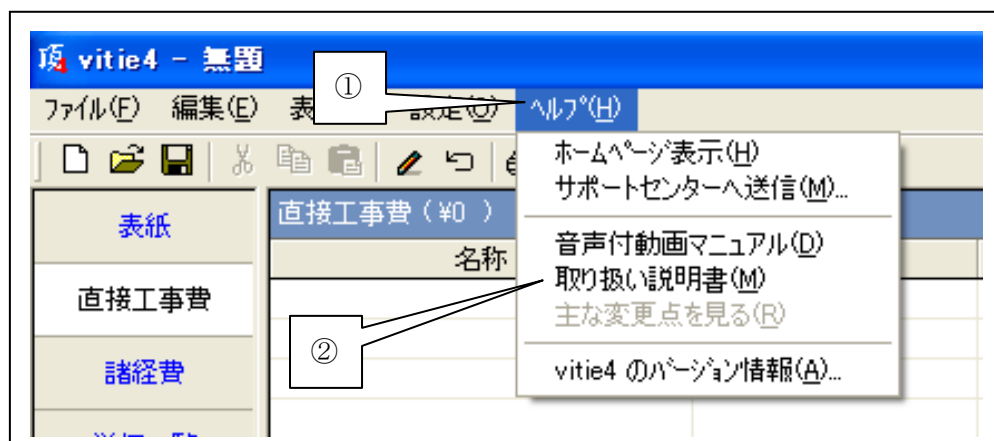 頂 vitie4 - 無題
ファイル(F) 編集(E) 表 設定(O) ヘルプ(H)
①
ホームページ表示(H)
サポートセンターへ送信(M)...
音声付動画マニュアル(D)
取り扱い説明書(M)
主な変更点を見る(R)
vitie4 のバージョン情報(A)...
②
表紙
直接工事費
諸経費
直接工事費 ( ¥0 )
名称